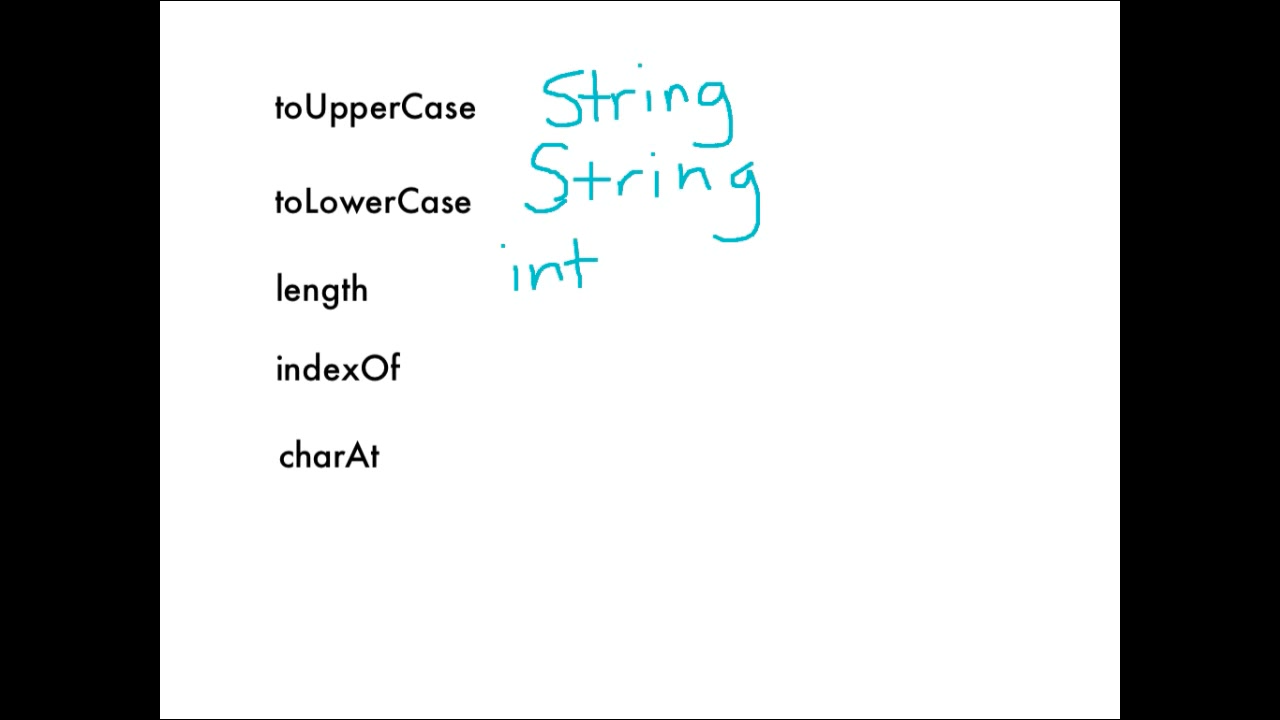 toUpperCase String
toLowerCase String
length int
indexOf
charAt